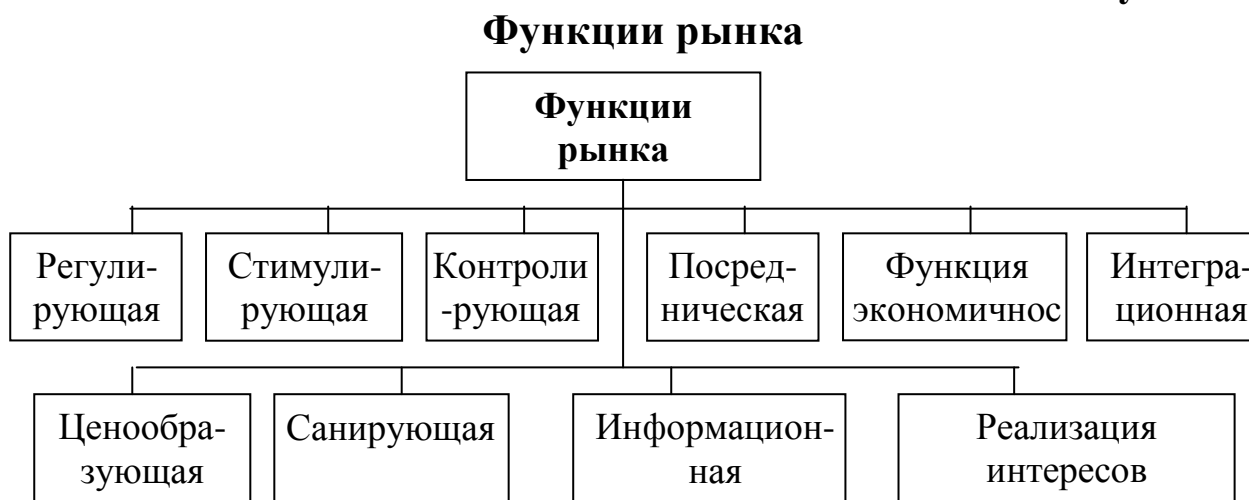 Функции рынка
Функции
рынка
Регули-
рующая
Стимули-
рующая
Контроли
-рующая
Посред-
ническая
Функция
экономичнос
Интегра-
ционная
Ценообра-
зующая
Санирующая
Информацион-
ная
Реализация
интересов